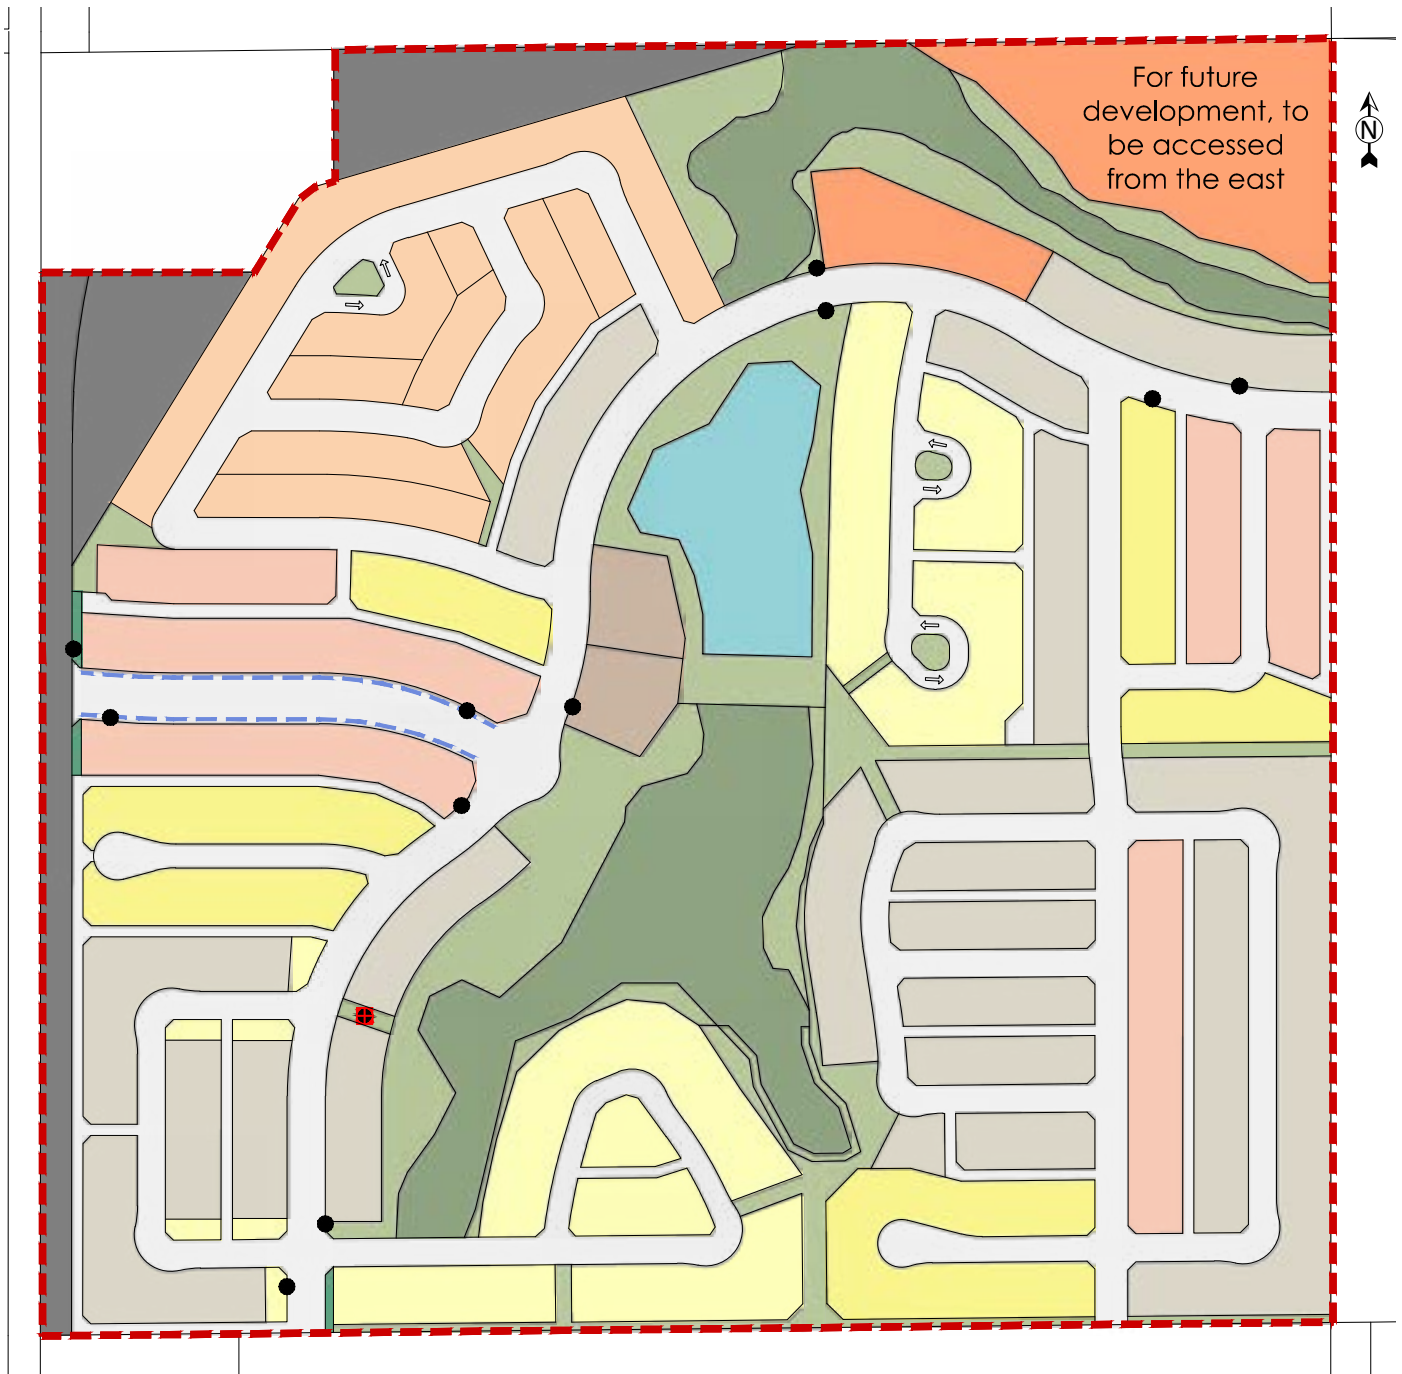 For future
development, to
be accessed
from the east
N